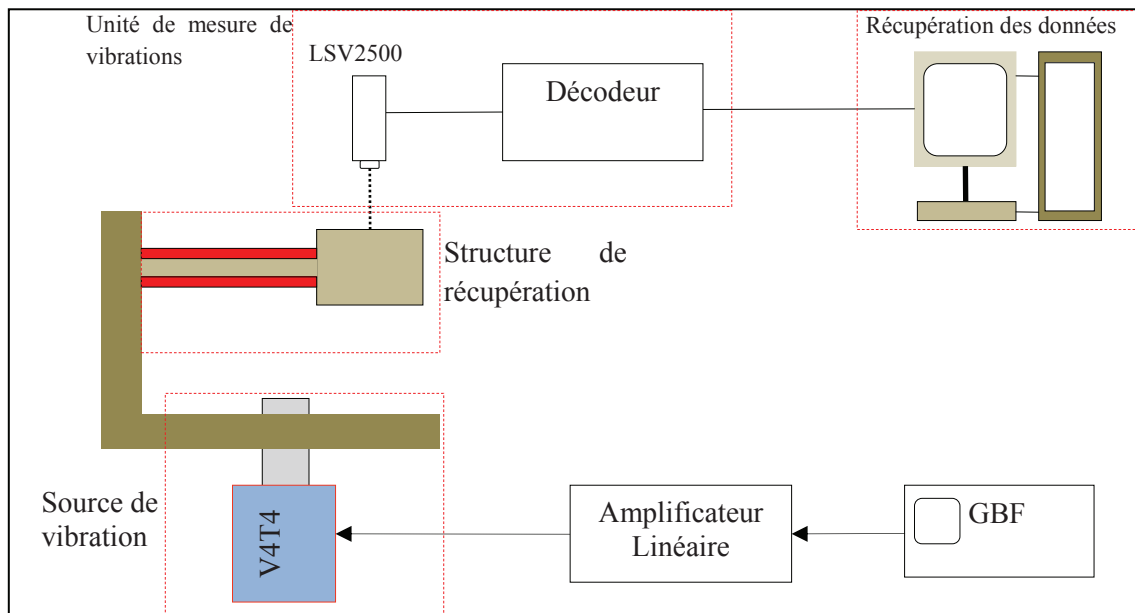 Unité de mesure de
vibrations
LSV2500
Décodeur
Récupération des données
Structure de
récupération
Source de
vibration
V4T4
Amplificateur
Linéaire
GBF